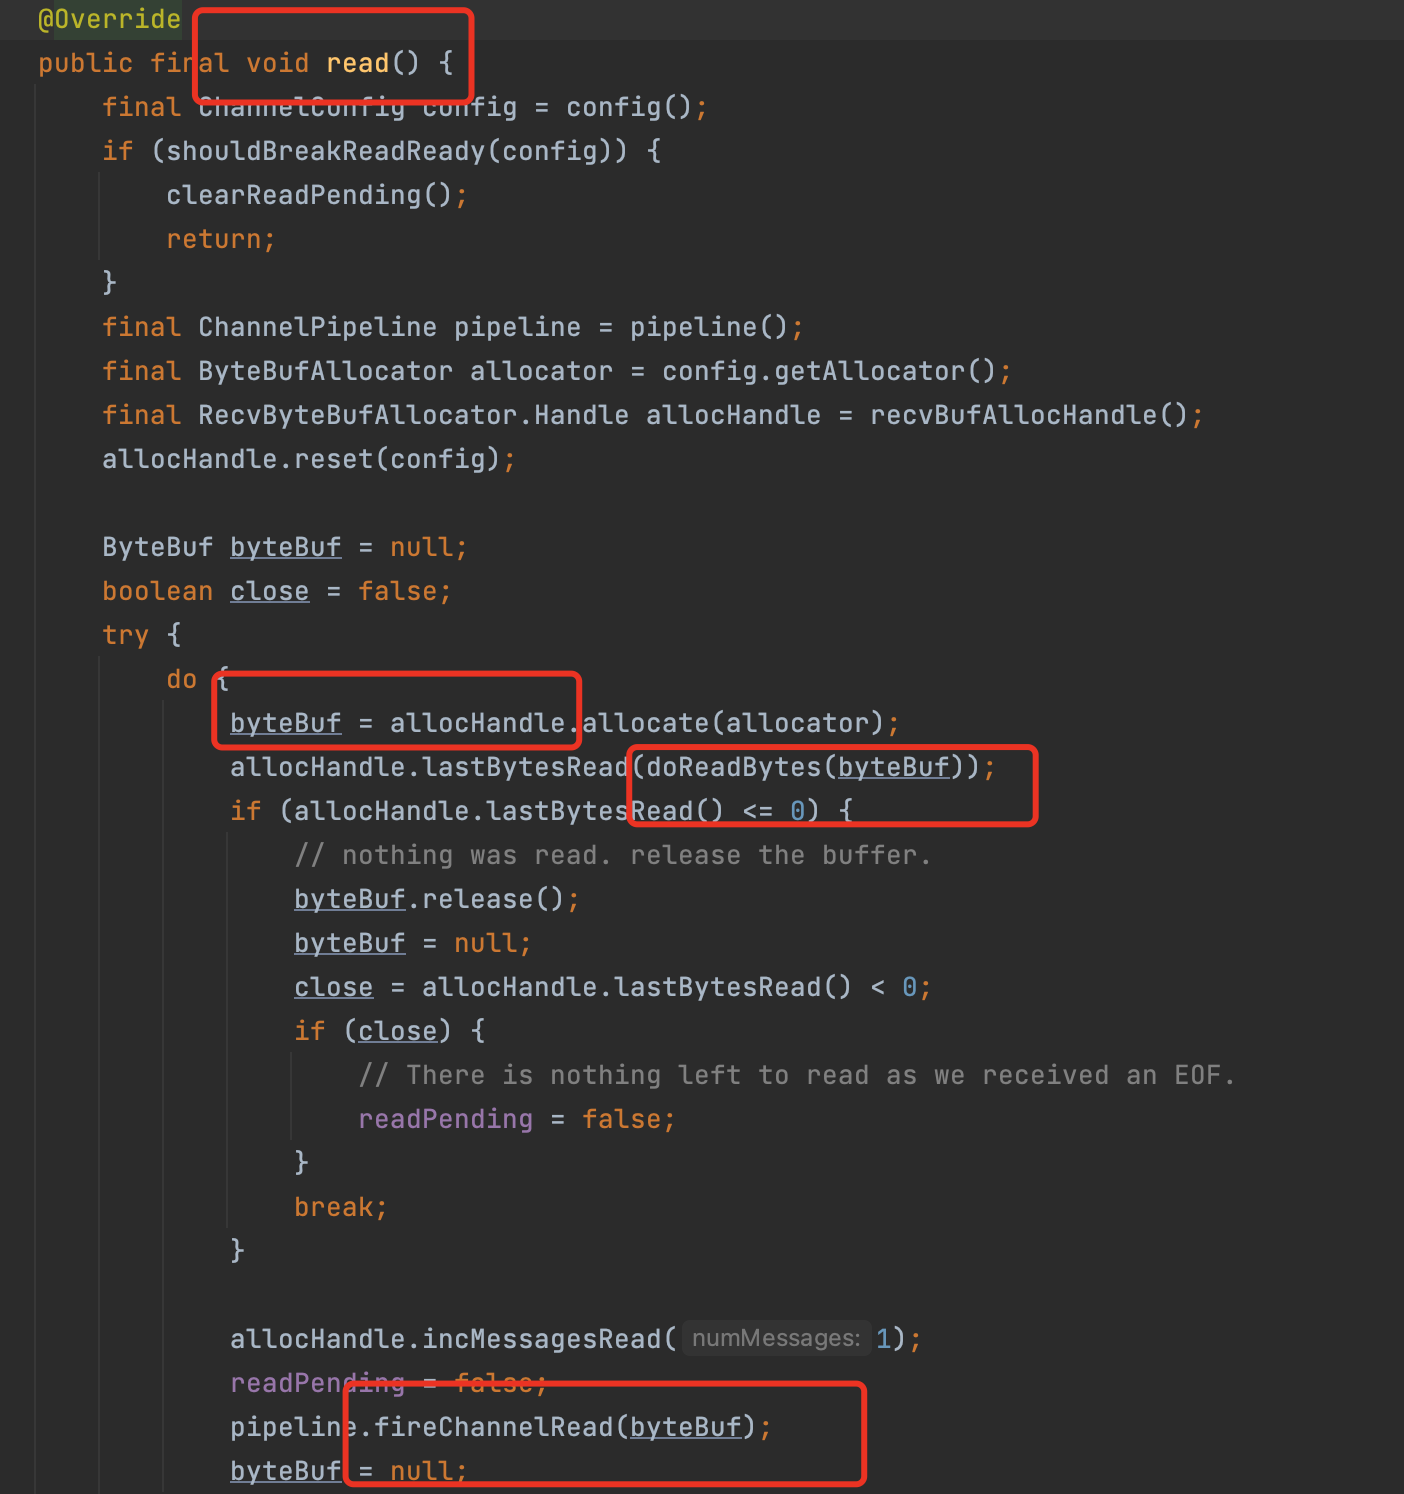 @Override
public final void read() {
final ChannelConfig config = config();
if (shouldBreakReadReady(config)) {
clearReadPending();
return;
}
final ChannelPipeline pipeline = pipeline();
final ByteBufAllocator allocator = config.getAllocator();
final RecvByteBufAllocator.Handle allocHandle = recvBufAllocHandle();
allocHandle.reset(config);
ByteBuf byteBuf = null;
boolean close = false;
try {
do {
byteBuf = allocHandle.allocate(allocator);
allocHandle.lastBytesRead(doReadBytes(byteBuf));
if (allocHandle.lastBytesRead() <= 0) {
// nothing was read. release the buffer.
byteBuf.release();
byteBuf = null;
close = allocHandle.lastBytesRead() < 0;
if (close) {
// There is nothing left to read as we received an EOF.
readPending = false;
}
break;
}
allocHandle.incMessagesRead( numMessages: 1);
readPending = false;
pipeline.fireChannelRead(byteBuf);
byteBuf = null;